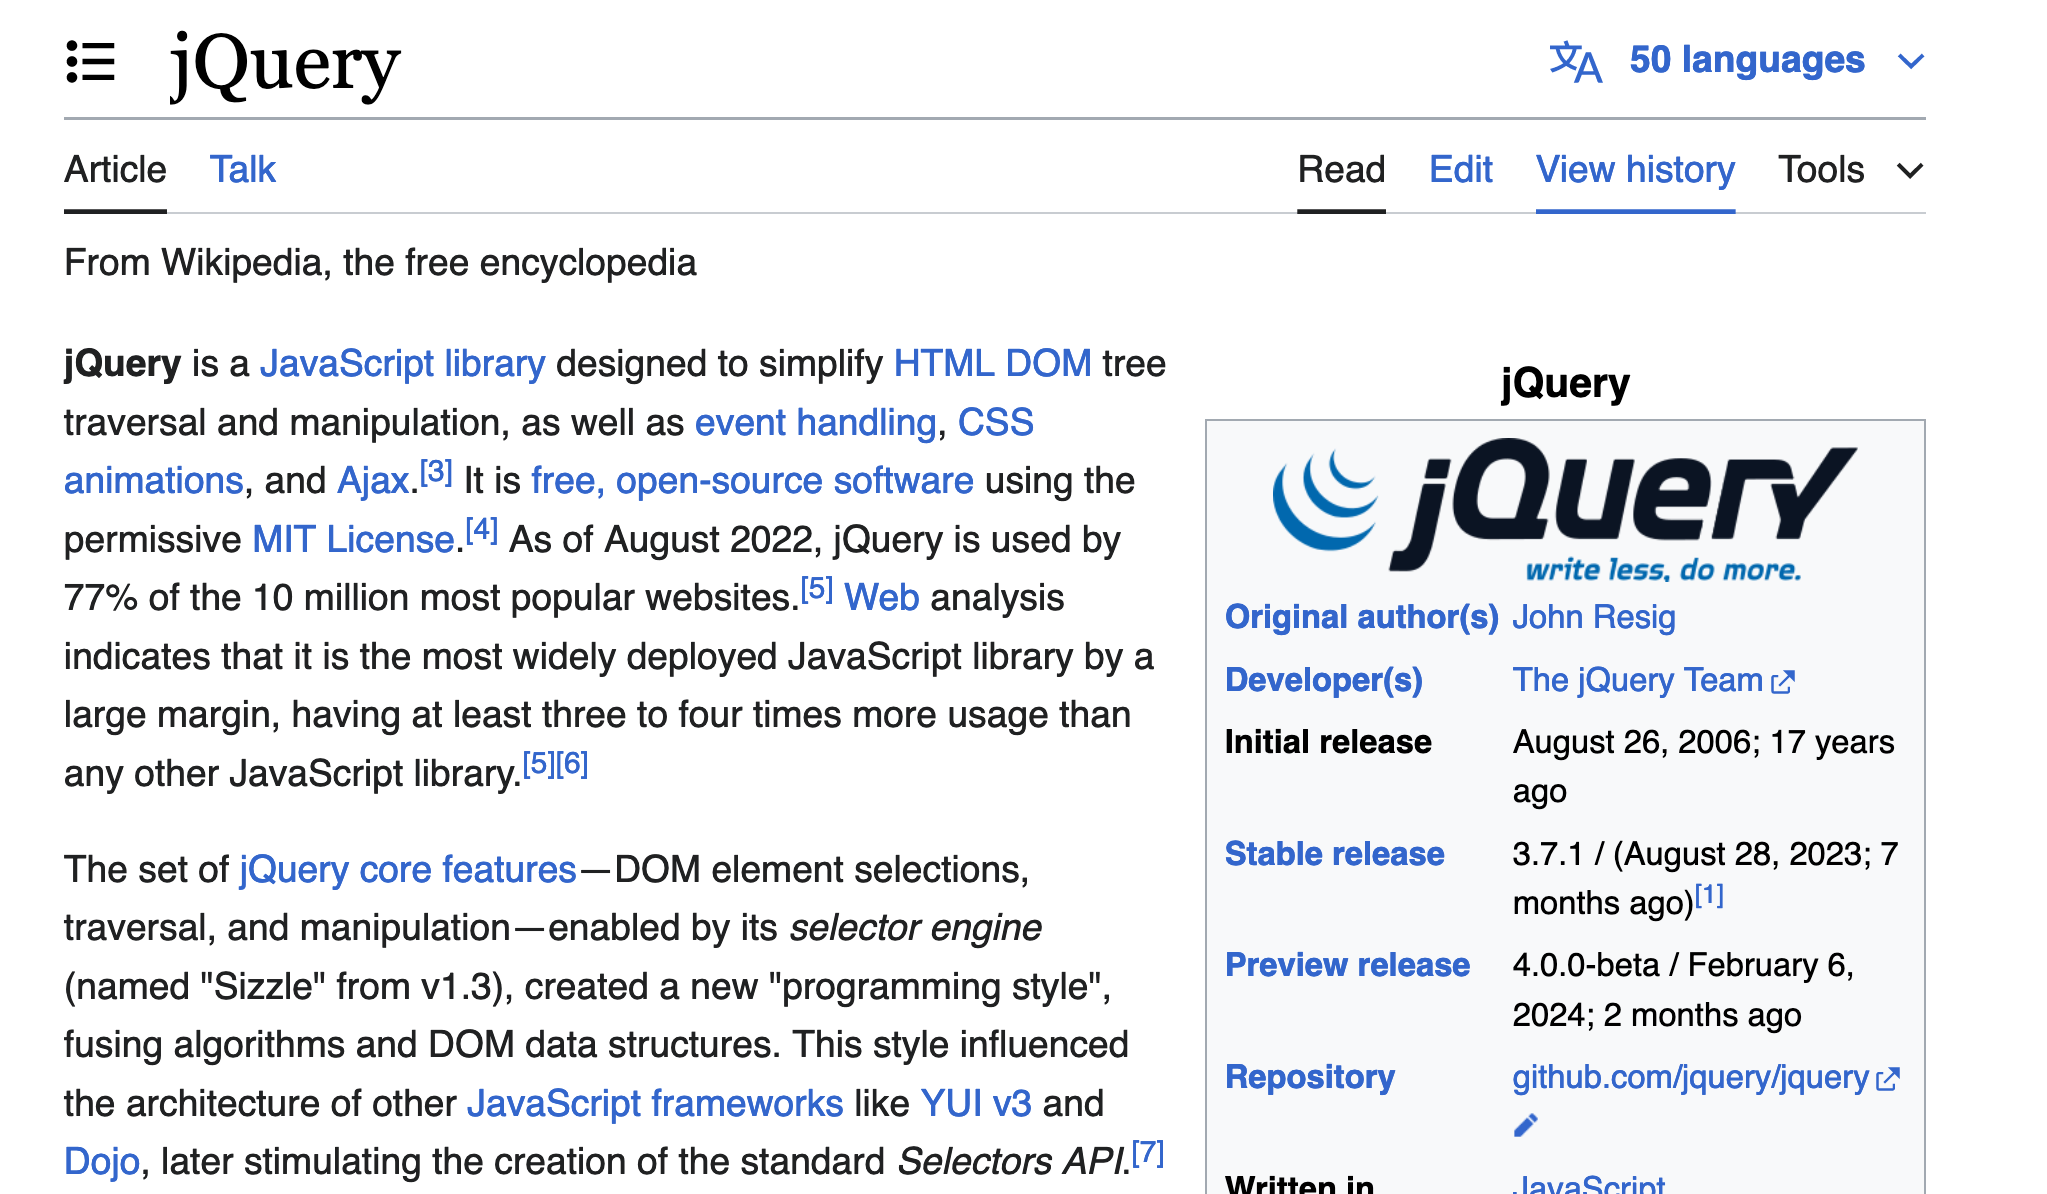 jQuery
文A 50 languages
Article Talk
Read Edit View history Tools
From Wikipedia, the free encyclopedia
jQuery is a JavaScript library designed to simplify HTML DOM tree
traversal and manipulation, as well as event handling, CSS
animations, and Ajax.[3] It is free, open-source software using the
permissive MIT License.[4] As of August 2022, jQuery is used by
77% of the 10 million most popular websites.[5] Web analysis
indicates that it is the most widely deployed JavaScript library by a
large margin, having at least three to four times more usage than
any other JavaScript library.[5][6]
The set of jQuery core features—DOM element selections,
traversal, and manipulation—enabled by its selector engine
(named "Sizzle" from v1.3), created a new "programming style",
fusing algorithms and DOM data structures. This style influenced
the architecture of other JavaScript frameworks like YUI v3 and
Dojo, later stimulating the creation of the standard Selectors API.[7]
jQuery
jQuery
write less, do more.
Original author(s) John Resig
Developer(s) The jQuery Team
Initial release August 26, 2006; 17 years
ago
Stable release 3.7.1 / (August 28, 2023; 7
months ago)[1]
Preview release 4.0.0-beta / February 6,
2024; 2 months ago
Repository github.com/jquery/jquery
Written in JavaScript